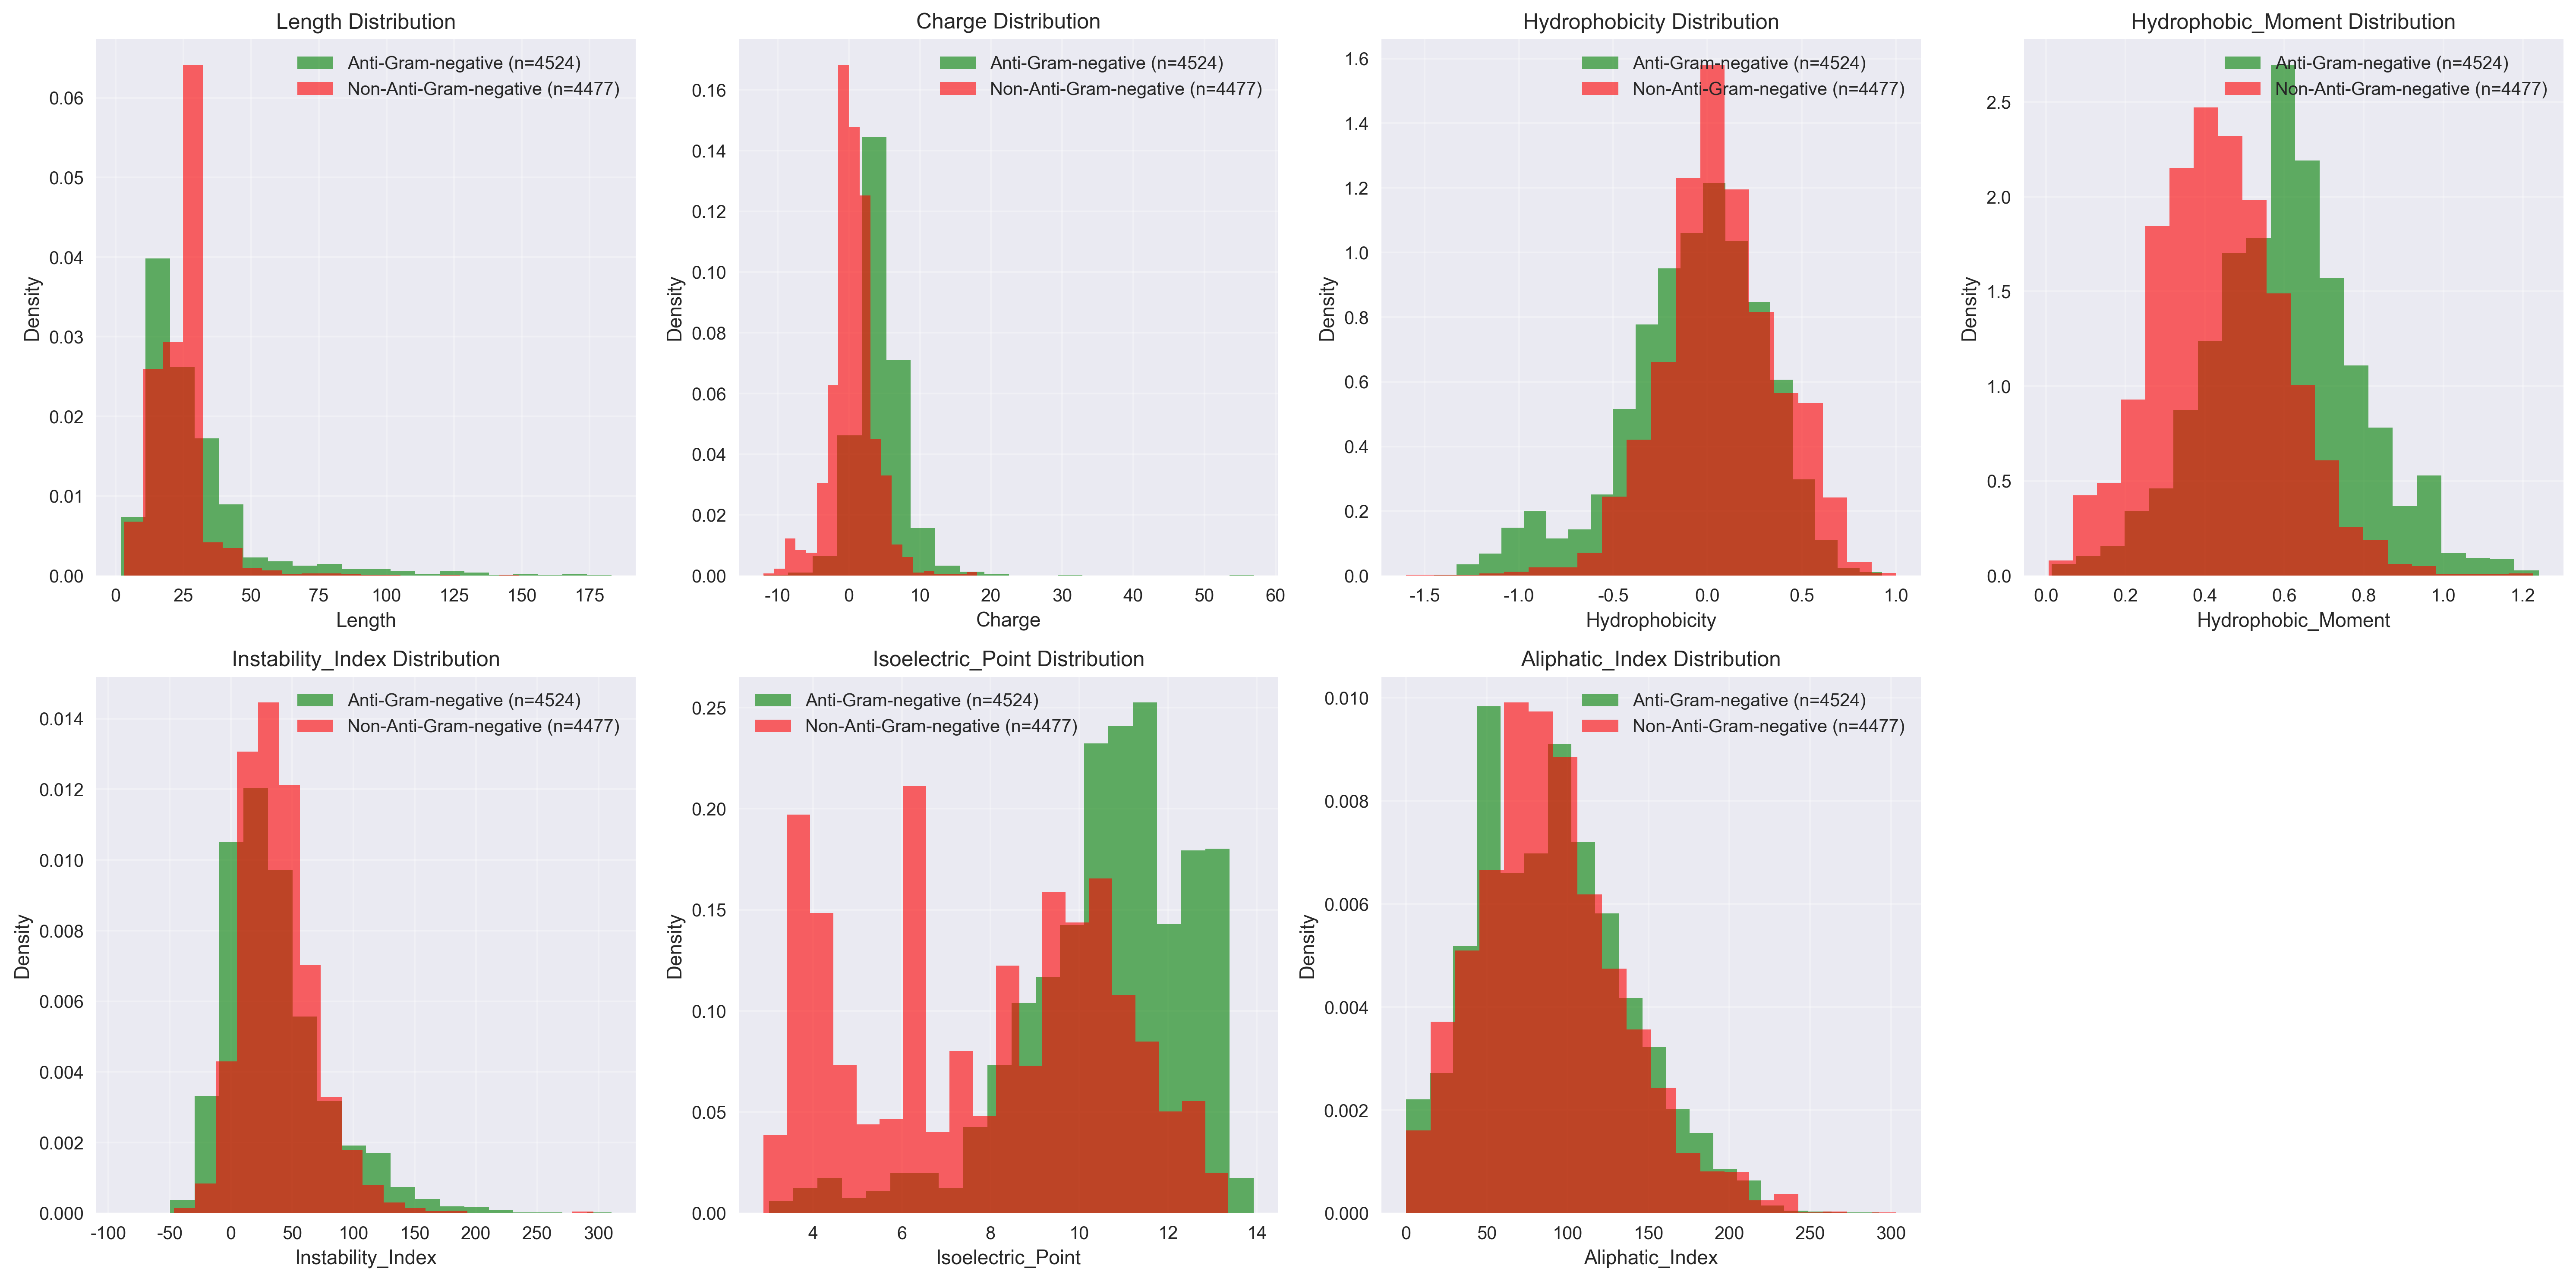 Length Distribution
Anti-Gram-negative (n=4524)
Non-Anti-Gram-negative (n=4477)
Density
0.06
0.05
0.04
0.03
0.02
0.01
0.00
0 25 50 75 100 125 150 175
Length
Charge Distribution
Anti-Gram-negative (n=4524)
Non-Anti-Gram-negative (n=4477)
Density
0.16
0.14
0.12
0.10
0.08
0.06
0.04
0.02
0.00
-10 0 10 20 30 40 50 60
Charge
Hydrophobicity Distribution
Anti-Gram-negative (n=4524)
Non-Anti-Gram-negative (n=4477)
Density
1.6
1.4
1.2
1.0
0.8
0.6
0.4
0.2
0.0
-1.5 -1.0 -0.5 0.0 0.5 1.0
Hydrophobicity
Hydrophobic_Moment Distribution
Anti-Gram-negative (n=4524)
Non-Anti-Gram-negative (n=4477)
Density
2.5
2.0
1.5
1.0
0.5
0.0
0.0 0.2 0.4 0.6 0.8 1.0 1.2
Hydrophobic_Moment
Instability_Index Distribution
Anti-Gram-negative (n=4524)
Non-Anti-Gram-negative (n=4477)
Density
0.014
0.012
0.010
0.008
0.006
0.004
0.002
0.000
-100 -50 0 50 100 150 200 250 300
Instability_Index
Isoelectric_Point Distribution
Anti-Gram-negative (n=4524)
Non-Anti-Gram-negative (n=4477)
Density
0.25
0.20
0.15
0.10
0.05
0.00
4 6 8 10 12 14
Isoelectric_Point
Aliphatic_Index Distribution
Anti-Gram-negative (n=4524)
Non-Anti-Gram-negative (n=4477)
Density
0.010
0.008
0.006
0.004
0.002
0.000
0 50 100 150 200 250 300
Aliphatic_Index